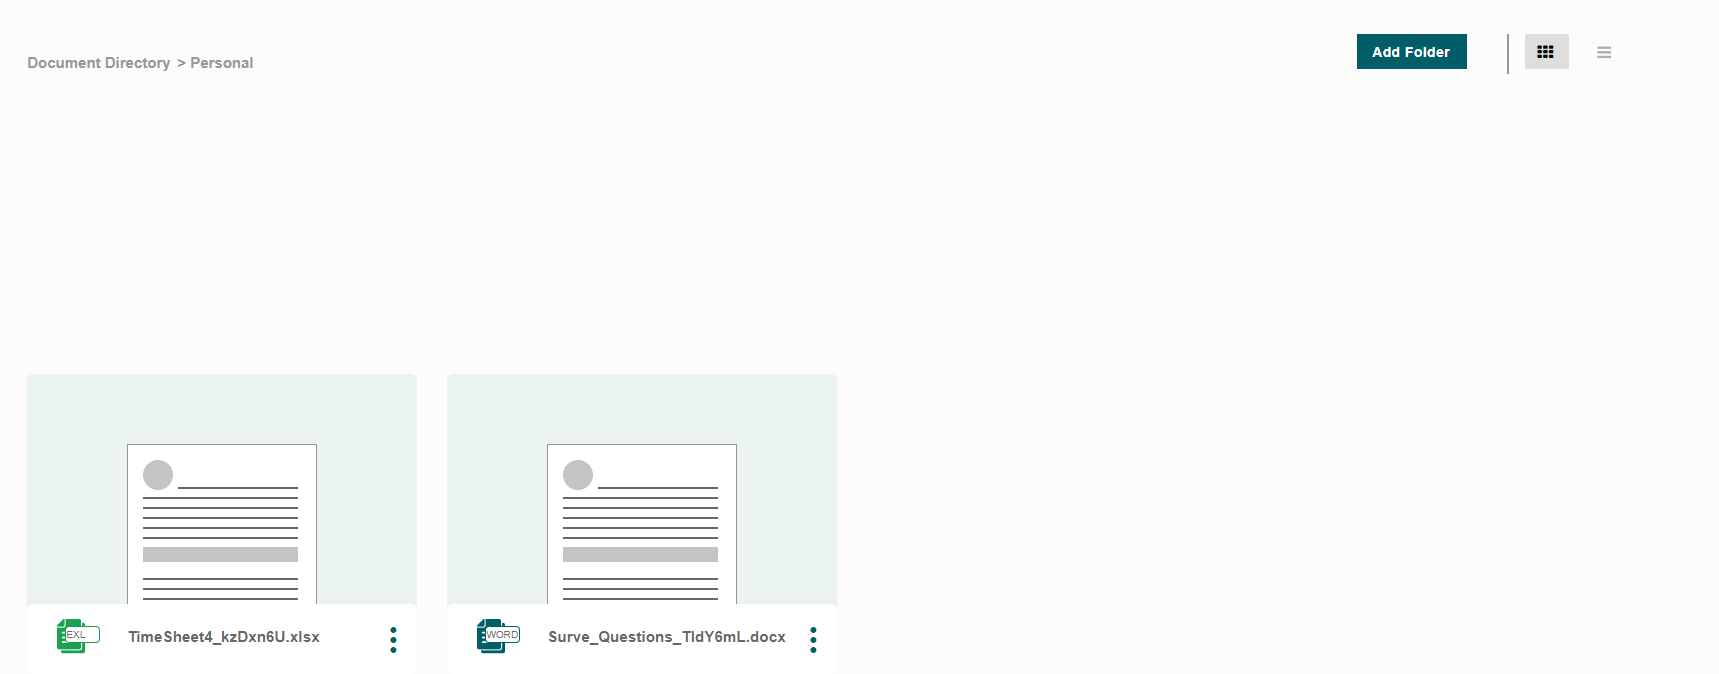 Document Directory > Personal
Add Folder
EXL
TimeSheet4_kzDxn6U.xlsx
WORD
Surve_Questions_TldY6mL.docx